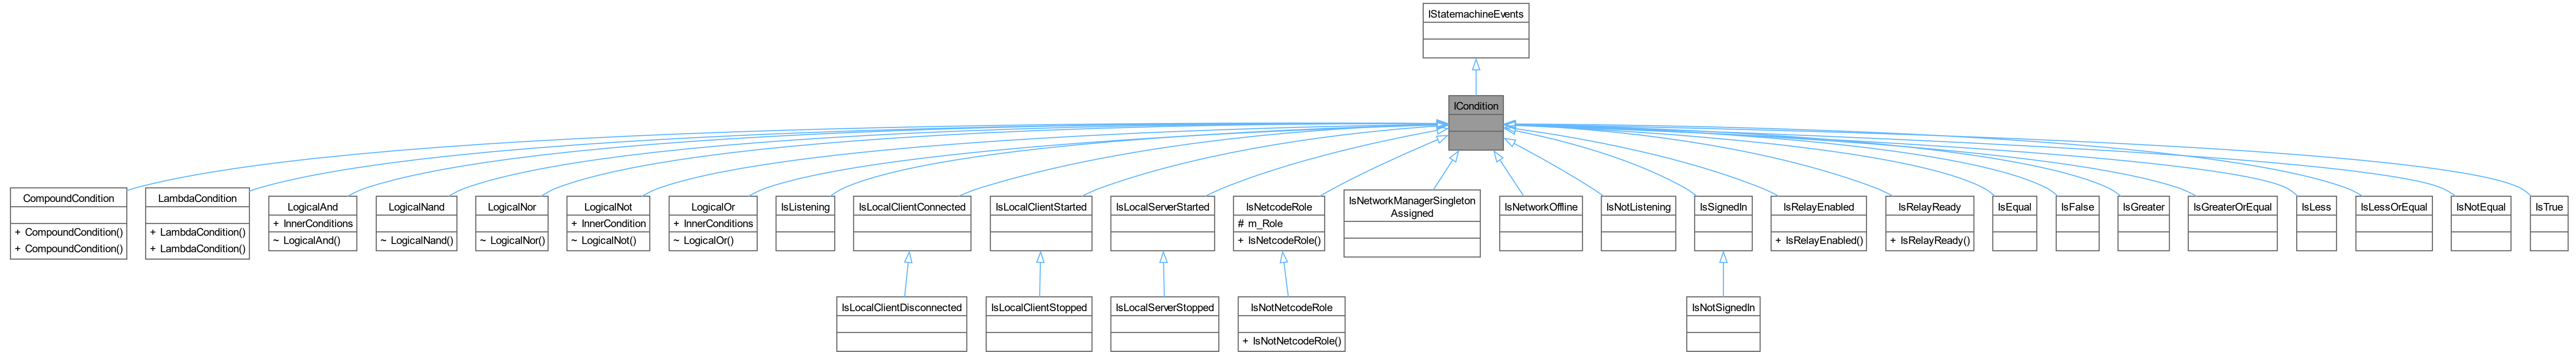 IStatemachineEvents
ICondition
CompoundCondition
+ CompoundCondition()
+ CompoundCondition()
LambdaCondition
+ LambdaCondition()
+ LambdaCondition()
LogicalAnd
+ InnerConditions
~ LogicalAnd()
LogicalNand
~ LogicalNand()
LogicalNor
~ LogicalNor()
LogicalNot
+ InnerCondition
~ LogicalNot()
LogicalOr
+ InnerConditions
~ LogicalOr()
IsListening
IsLocalClientConnected
IsLocalClientStarted
IsLocalServerStarted
IsNetcodeRole
# m_Role
+ IsNetcodeRole()
IsNetworkManagerSingleton
Assigned
IsNetworkOffline
IsNotListening
IsSignedIn
IsRelayEnabled
+ IsRelayEnabled()
IsRelayReady
+ IsRelayReady()
IsEqual
IsFalse
IsGreater
IsGreaterOrEqual
IsLess
IsLessOrEqual
IsNotEqual
IsTrue
IsLocalClientDisconnected
IsLocalClientStopped
IsLocalServerStopped
IsNotNetcodeRole
+ IsNotNetcodeRole()
IsNotSignedIn